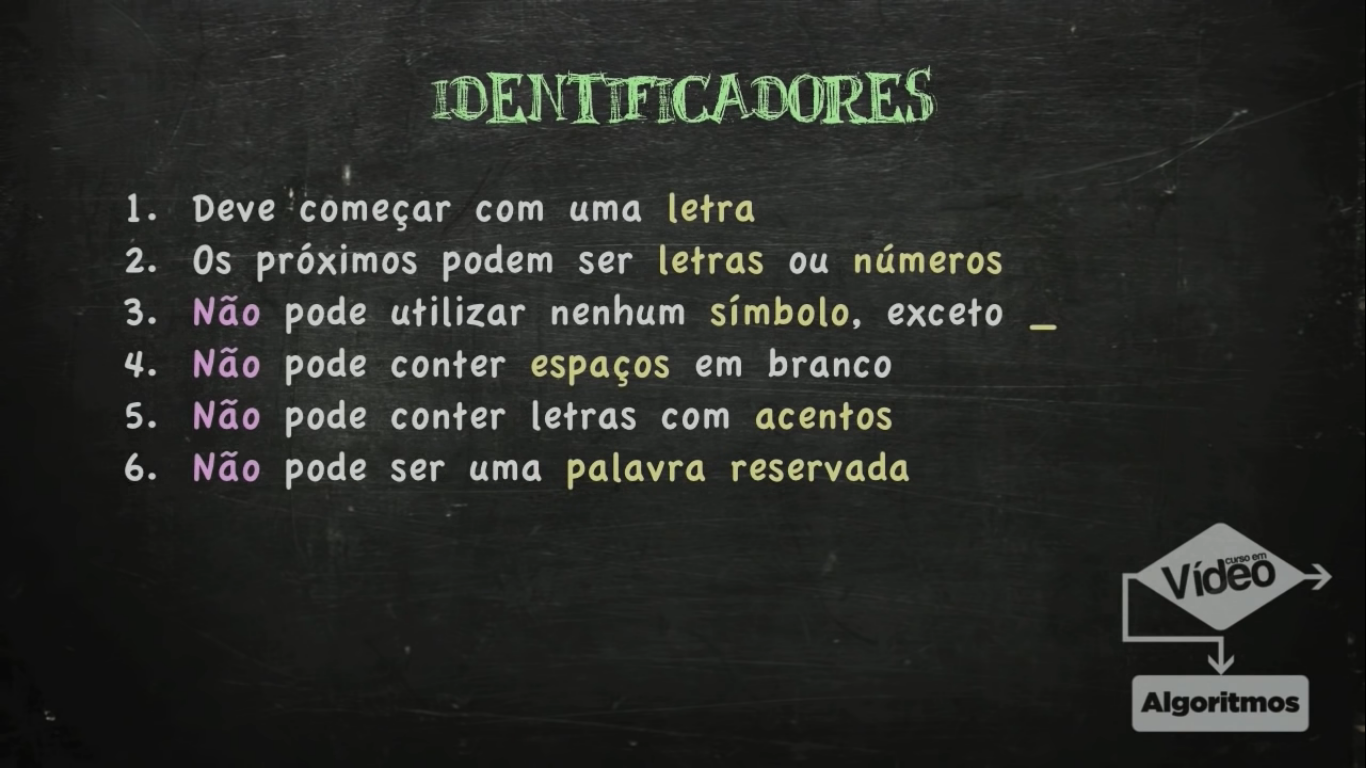 IDENTIFICADORES
1. Deve começar com uma letra
2. Os próximos podem ser letras ou números
3. Não pode utilizar nenhum símbolo, exceto _
4. Não pode conter espaços em branco
5. Não pode conter letras com acentos
6. Não pode ser uma palavra reservada
curso em
Vídeo
Algoritmos